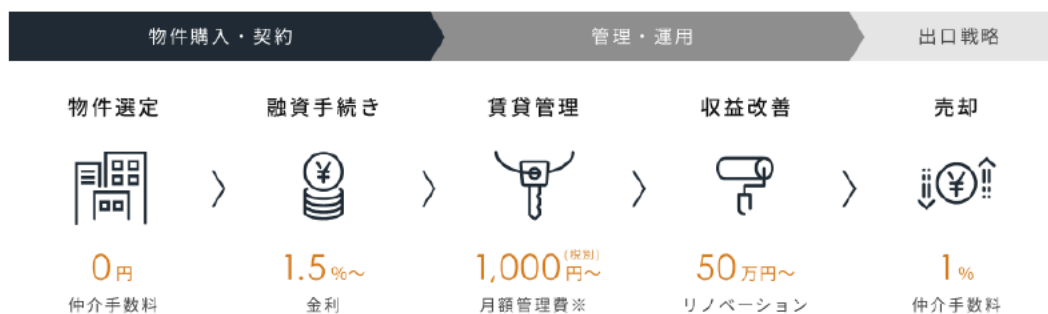 物件購入・契約
管理・運用
出口戦略
物件選定
融資手続き
賃貸管理
収益改善
売却
0円
1.5%〜
1,000円〜(税別)
50万円〜
1%
仲介手数料
金利
月額管理費※
リノベーション
仲介手数料